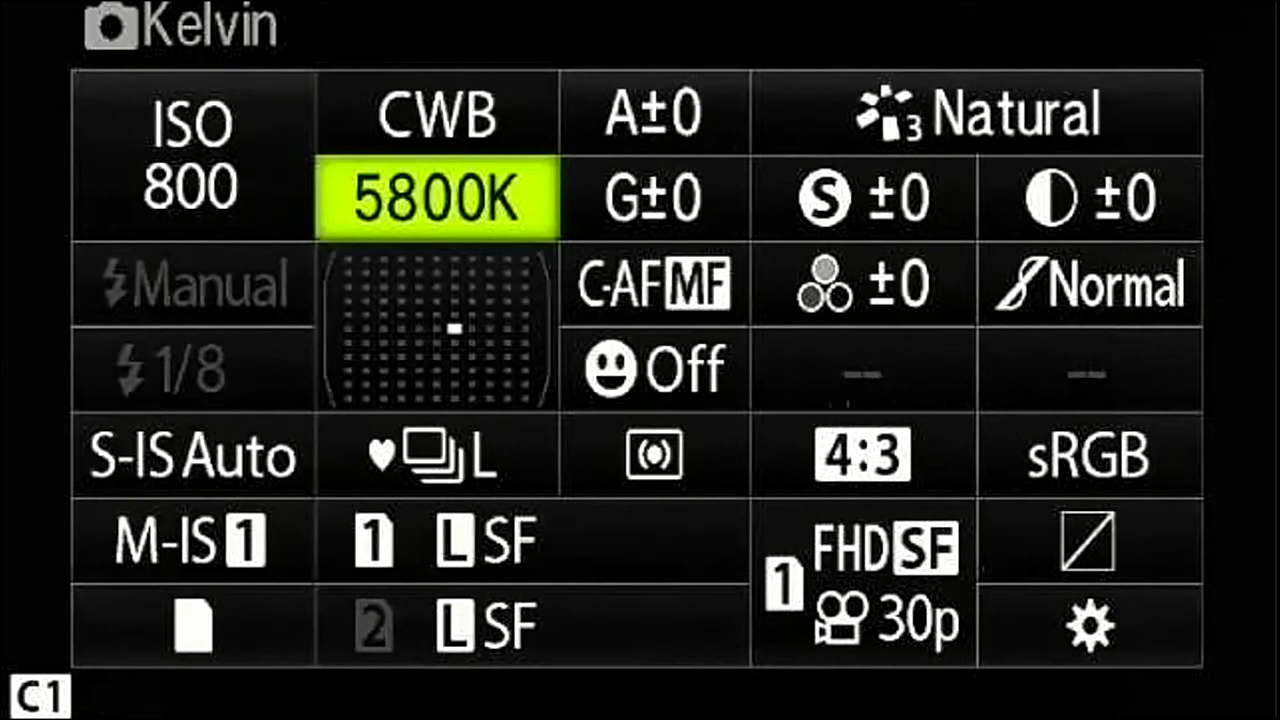 Kelvin
ISO 800
CWB
A±0
3 Natural
5800K
G±0
S ±0
±0
Manual
C-AF MF
±0
Normal
1/8
Off
--
--
S-IS Auto
L
4:3
sRGB
M-IS 1
1 L SF
FHD SF
1
30p
2 L SF
C1